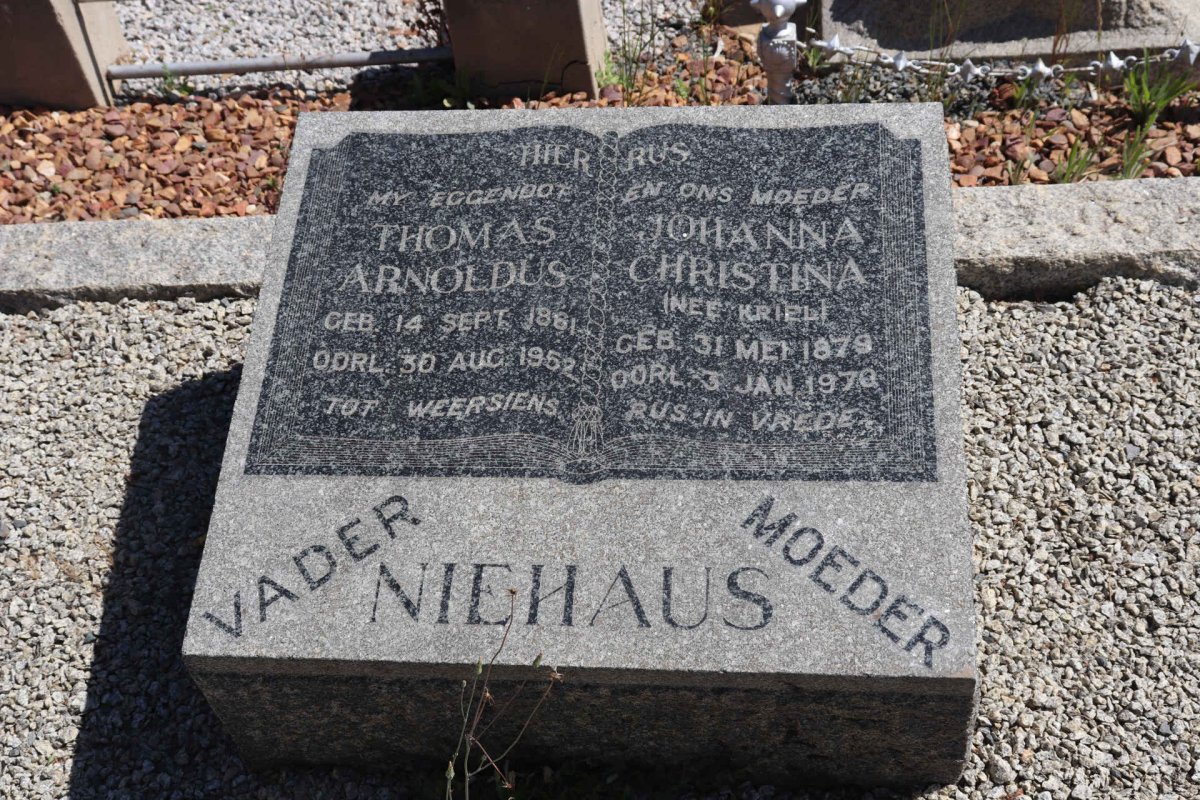 HIER RUS
MY EGGENOOT
THOMAS
ARNOLDUS
GEB. 14 SEPT. 1861
OORL. 30 AUG. 1952
TOT WEERSIENS.
EN ONS MOEDER
JOHANNA
CHRISTINA
(NEE KRIEL)
GEB. 31 MEI 1879
OORL. 3 JAN. 1976
RUS IN VREDE.
VADER
NIEHAUS
MOEDER